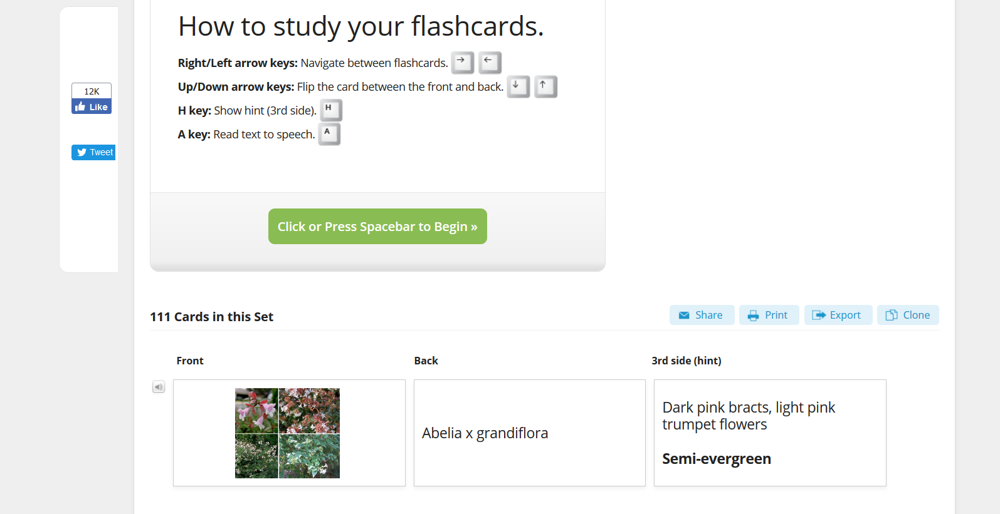 How to study your flashcards.
Right/Left arrow keys: Navigate between flashcards. → ←
Up/Down arrow keys: Flip the card between the front and back. ↓ ↑
H key: Show hint (3rd side). H
A key: Read text to speech. A
12K
Like
Tweet
Click or Press Spacebar to Begin »
111 Cards in this Set
Share
Print
Export
Clone
Front
Back
3rd side (hint)
Abelia x grandiflora
Dark pink bracts, light pink
trumpet flowers
Semi-evergreen